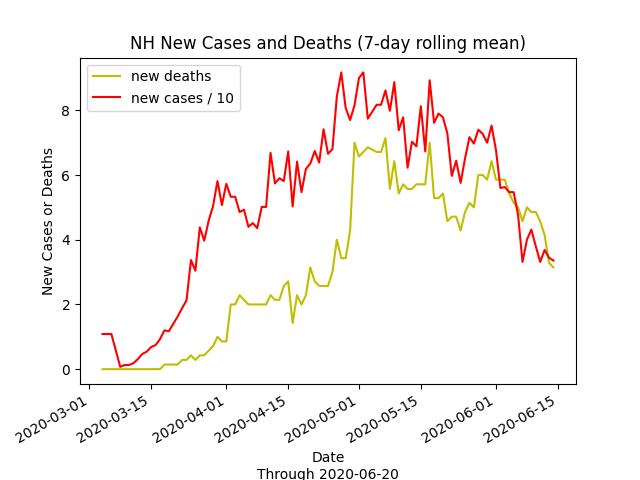 NH New Cases and Deaths (7-day rolling mean)
new deaths
new cases / 10
8
6
4
2
0
New Cases or Deaths
2020-03-01
2020-03-15
2020-04-01
2020-04-15
2020-05-01
2020-05-15
2020-06-01
2020-06-15
Date
Through 2020-06-20